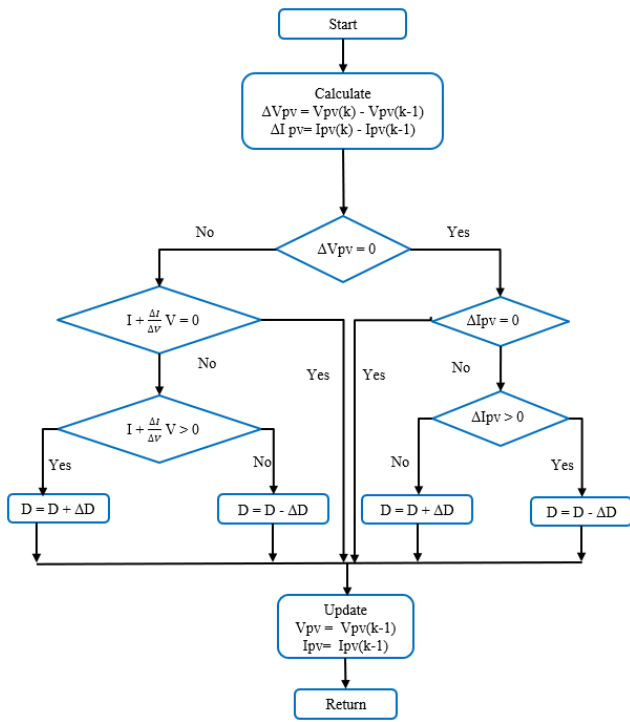 Start
Calculate
ΔVpv = Vpv(k) - Vpv(k-1)
ΔI pv= Ipv(k) - Ipv(k-1)
No
Yes
ΔVpv = 0
I + ΔI/ΔV V = 0
ΔIpv = 0
No
Yes
Yes
No
I + ΔI/ΔV V > 0
ΔIpv > 0
Yes
No
No
Yes
D = D + ΔD
D = D - ΔD
D = D + ΔD
D = D - ΔD
Update
Vpv = Vpv(k-1)
Ipv= Ipv(k-1)
Return